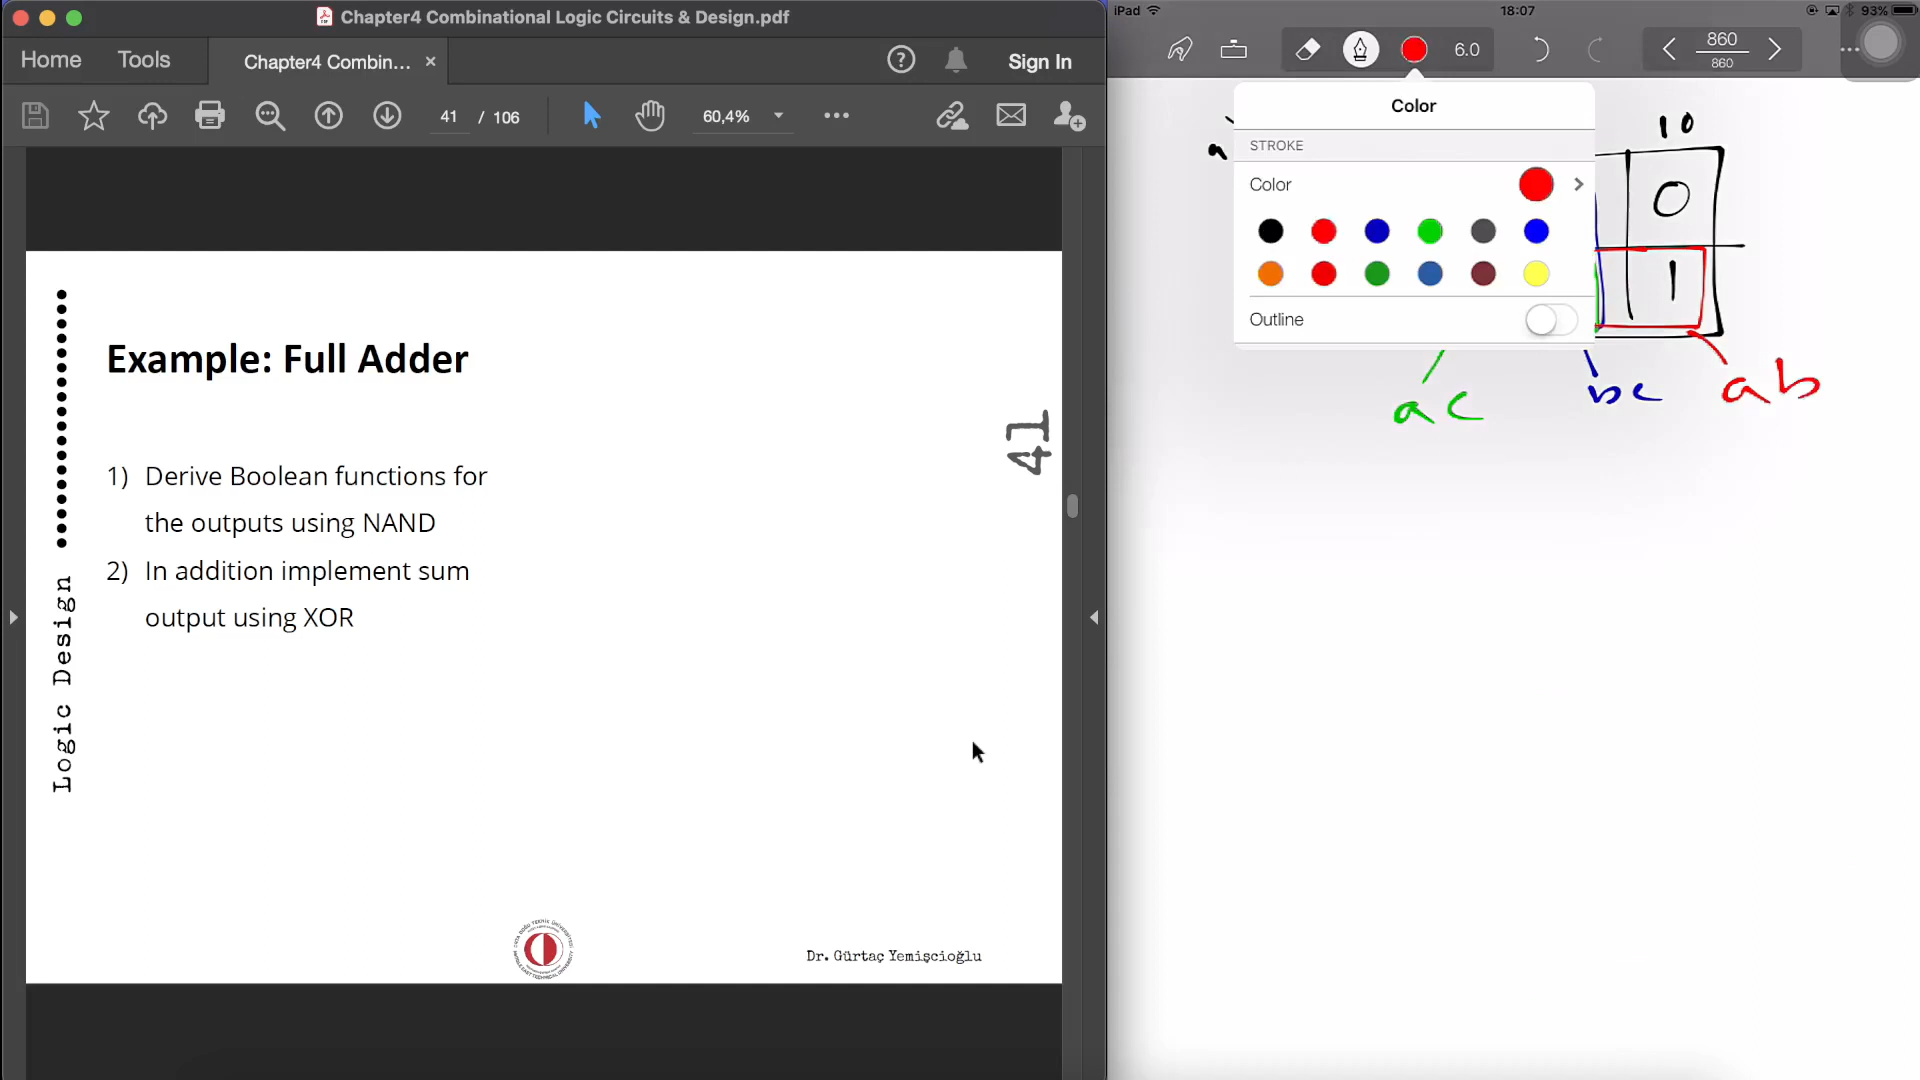 Chapter4 Combinational Logic Circuits & Design.pdf
Home
Tools
Chapter4 Combin...
Sign In
41 / 106
60,4%
Example: Full Adder
1) Derive Boolean functions for
the outputs using NAND
2) In addition implement sum
output using XOR
41
Logic Design
Dr. Gürtaç Yemişcioğlu
iPad
18:07
93%
6.0
860
860
Color
STROKE
Color
Outline
a
10
0
1
ac
bc
ab